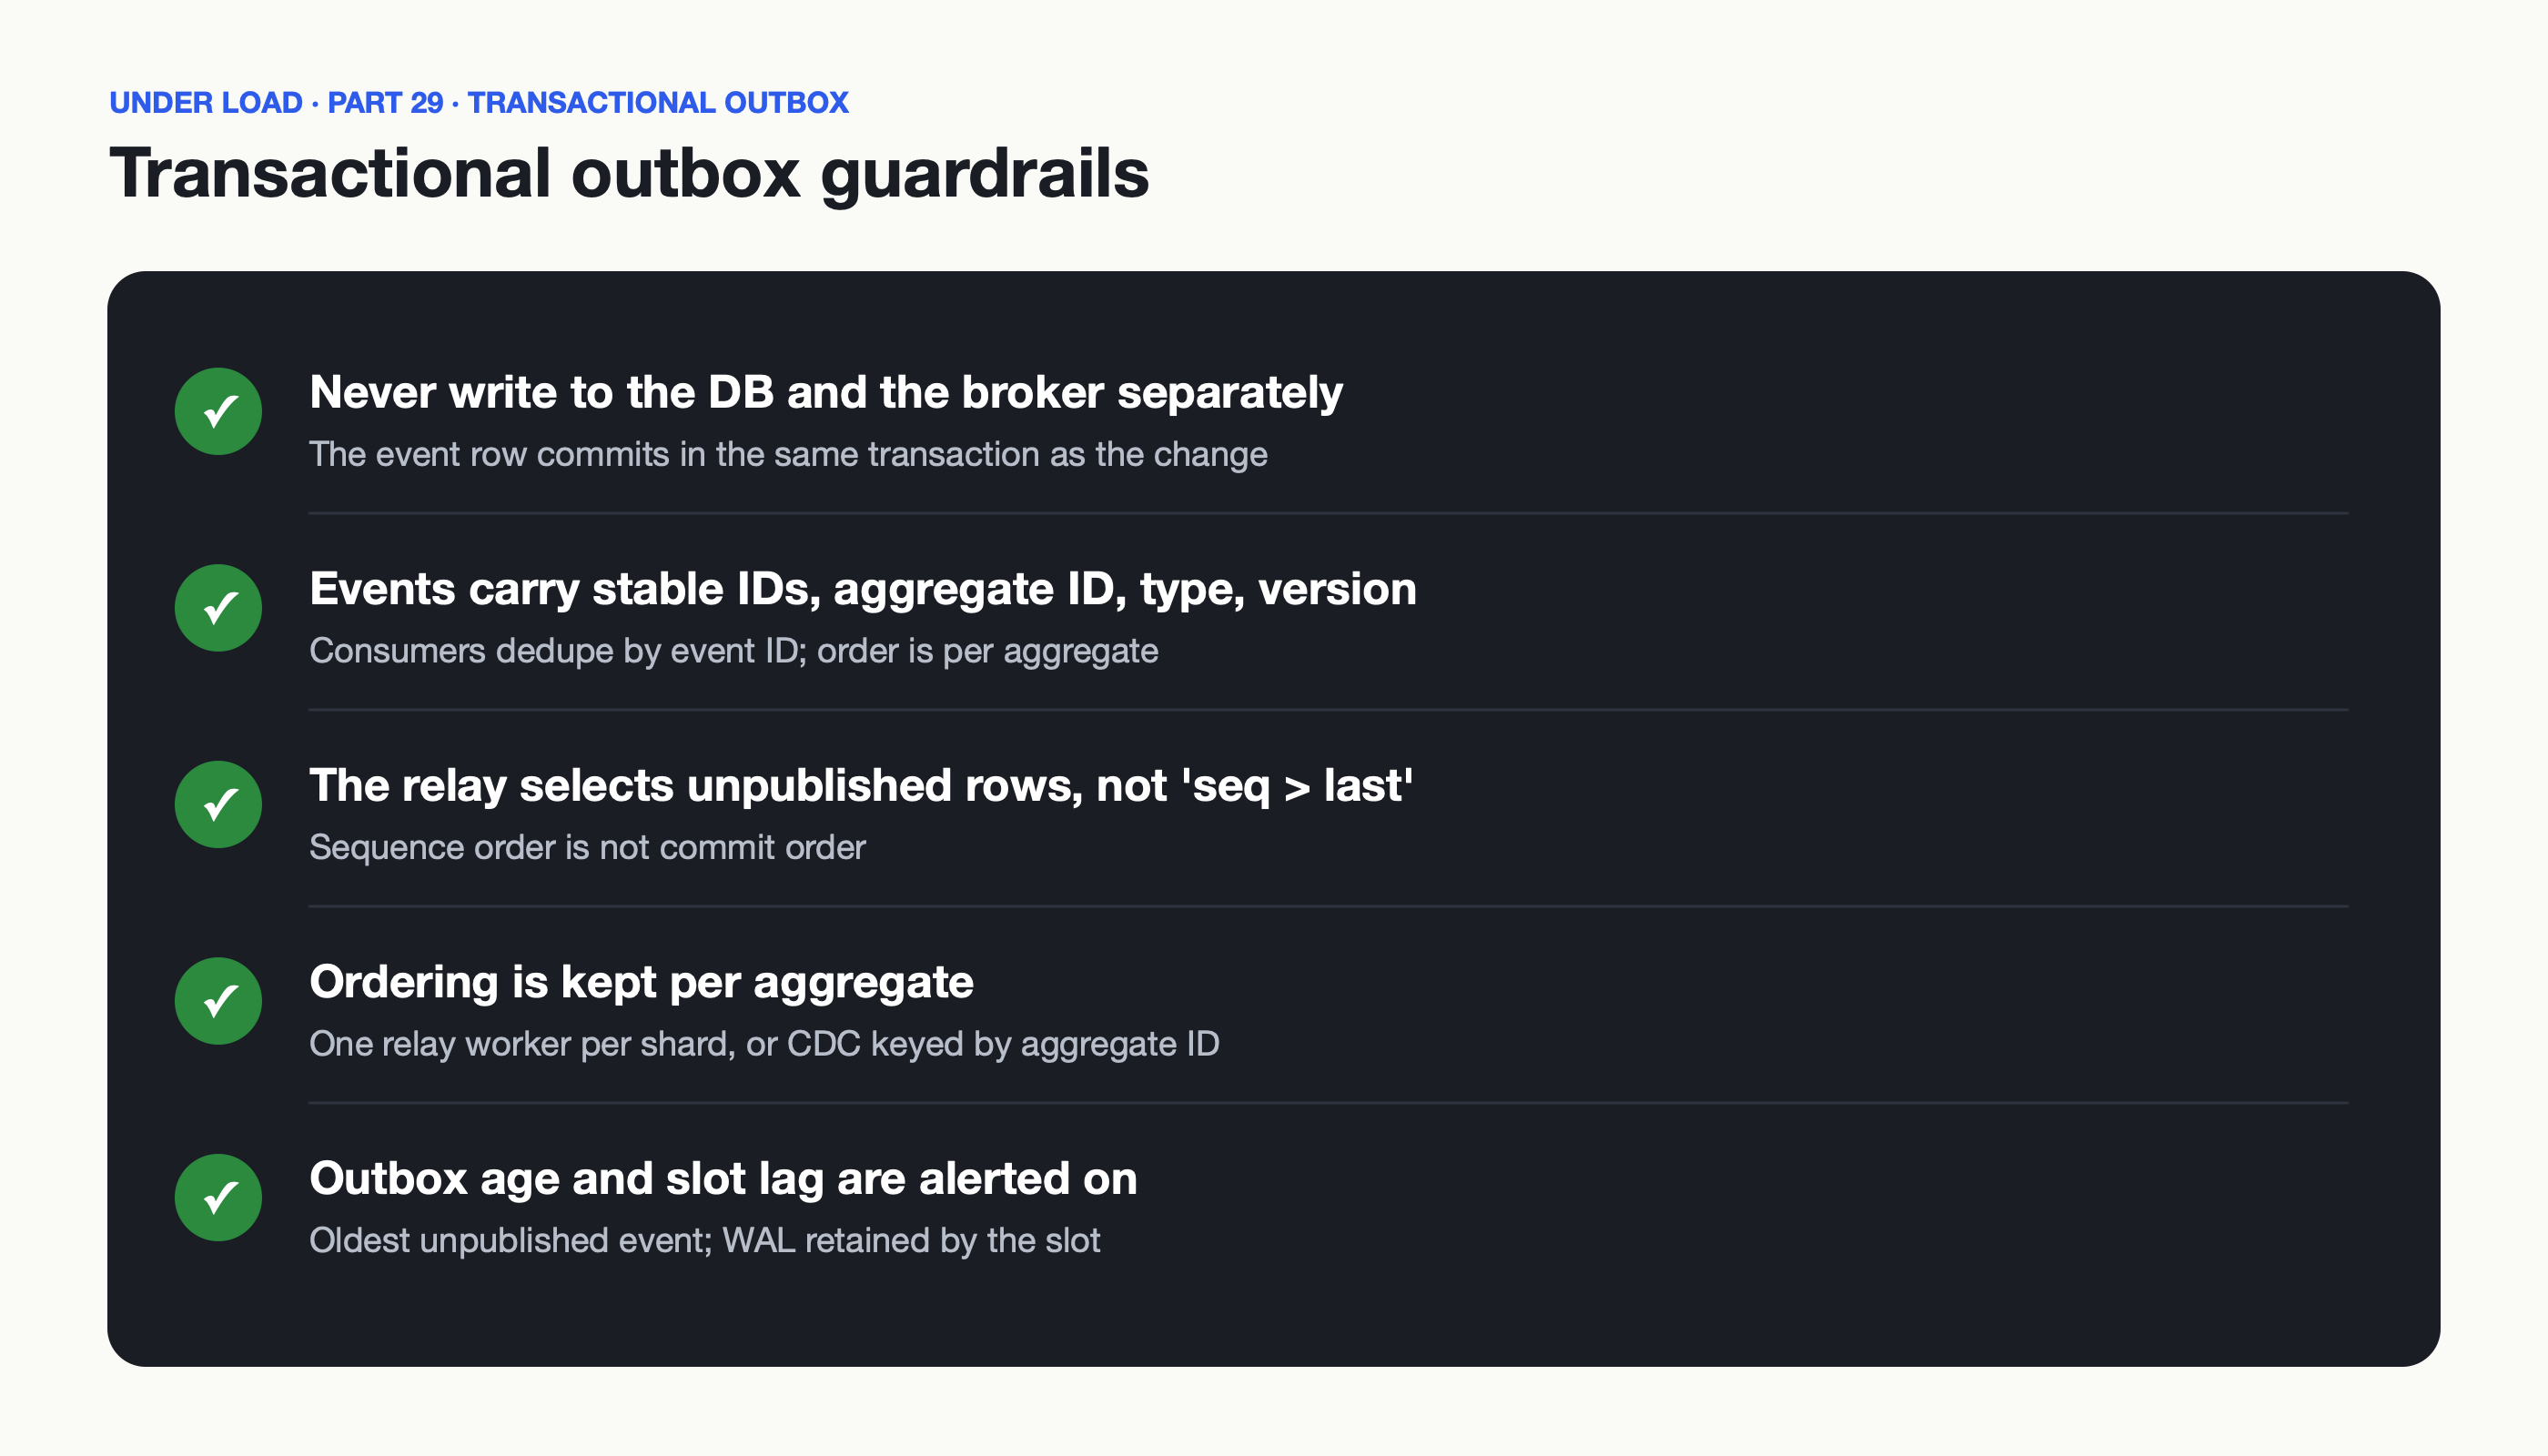 UNDER LOAD · PART 29 · TRANSACTIONAL OUTBOX
Transactional outbox guardrails
✓ Never write to the DB and the broker separately
The event row commits in the same transaction as the change
✓ Events carry stable IDs, aggregate ID, type, version
Consumers dedupe by event ID; order is per aggregate
✓ The relay selects unpublished rows, not 'seq > last'
Sequence order is not commit order
✓ Ordering is kept per aggregate
One relay worker per shard, or CDC keyed by aggregate ID
✓ Outbox age and slot lag are alerted on
Oldest unpublished event; WAL retained by the slot